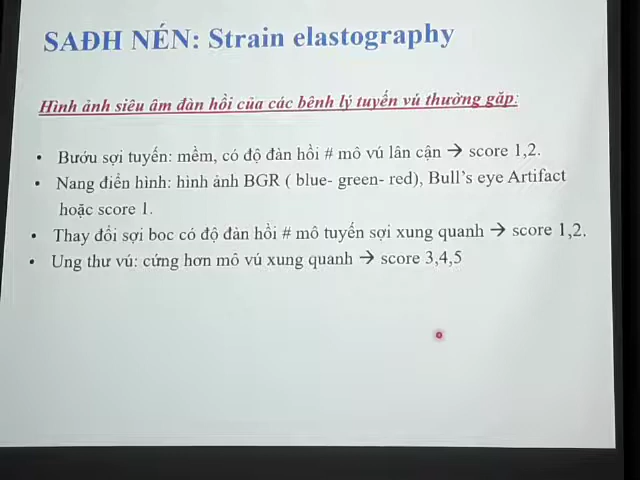 SAĐH NÉN: Strain elastography
Hình ảnh siêu âm đàn hồi của các bệnh lý tuyến vú thường gặp:
• Bướu sợi tuyến: mềm, có độ đàn hồi # mô vú lân cận → score 1,2.
• Nang điển hình: hình ảnh BGR ( blue- green- red), Bull's eye Artifact
hoặc score 1.
• Thay đổi sợi bọc có độ đàn hồi # mô tuyến sợi xung quanh → score 1,2.
• Ung thư vú: cứng hơn mô vú xung quanh → score 3,4,5